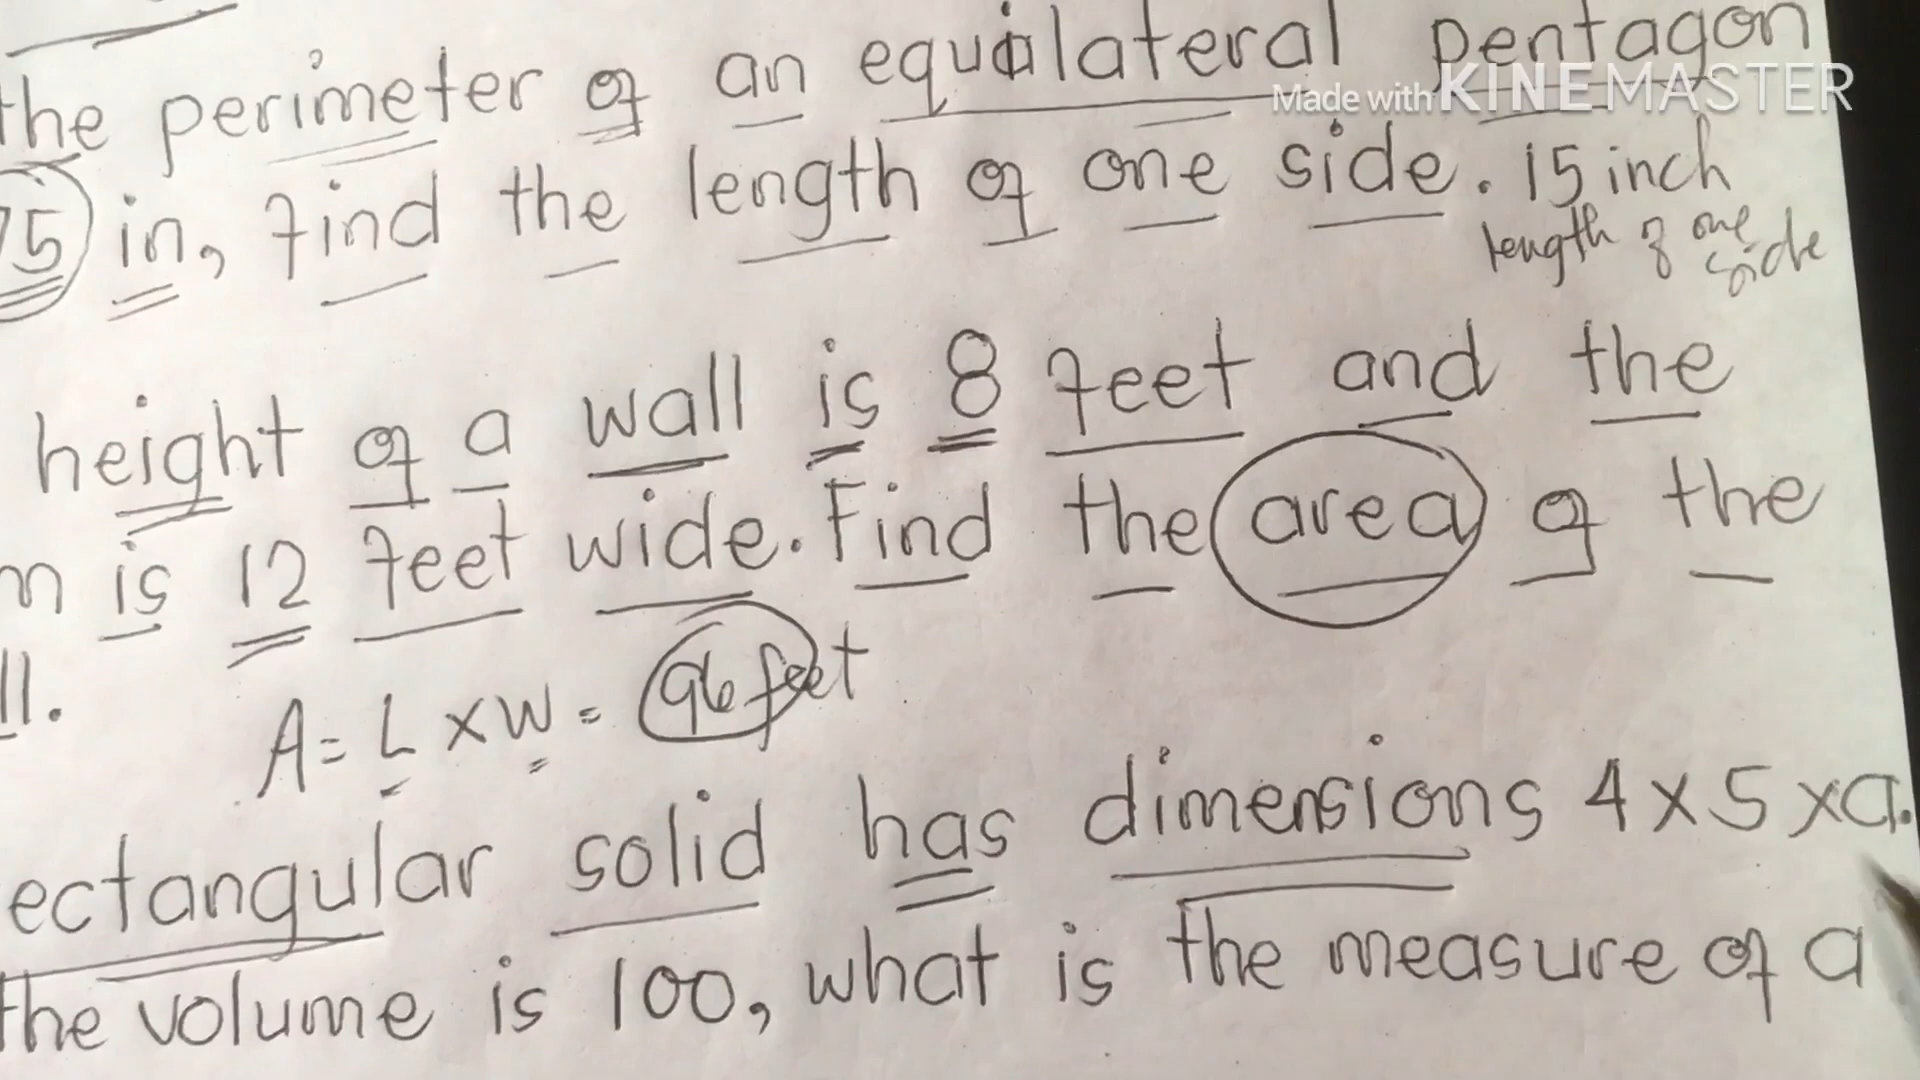 the perimeter of an equilateral pentagon
Made with KINEMASTER
75 in, find the length of one side. 15 inch
length of one side
height of a wall is 8 feet and the
m is 12 feet wide. Find the area of the
ll.
A = L x W = 96 feet
ectangular solid has dimensions 4 x 5 x a.
the volume is 100, what is the measure of a